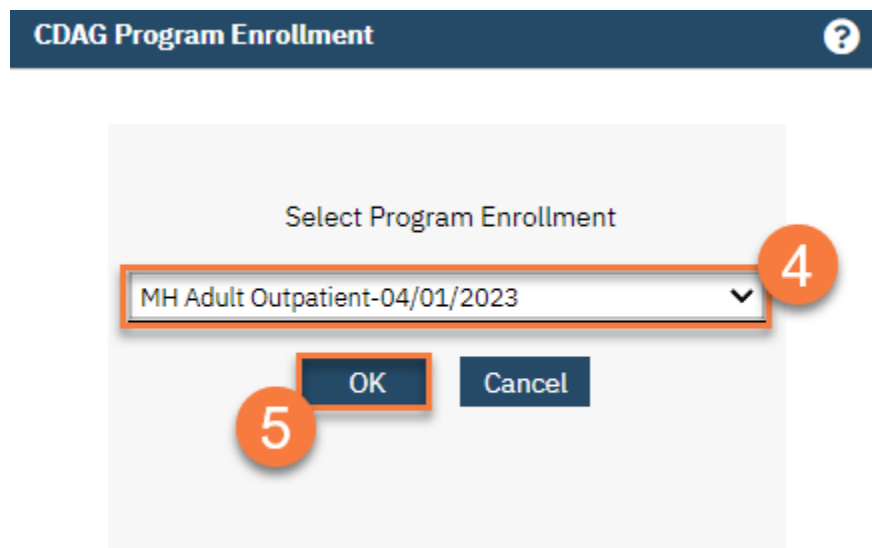 CDAG Program Enrollment ?
Select Program Enrollment
4
MH Adult Outpatient-04/01/2023
OK Cancel
5